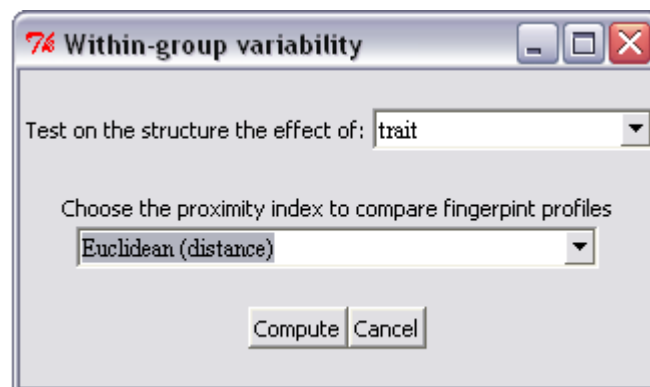 Within-group variability
Test on the structure the effect of: trait
Choose the proximity index to compare fingerpint profiles
Euclidean (distance)
Compute Cancel